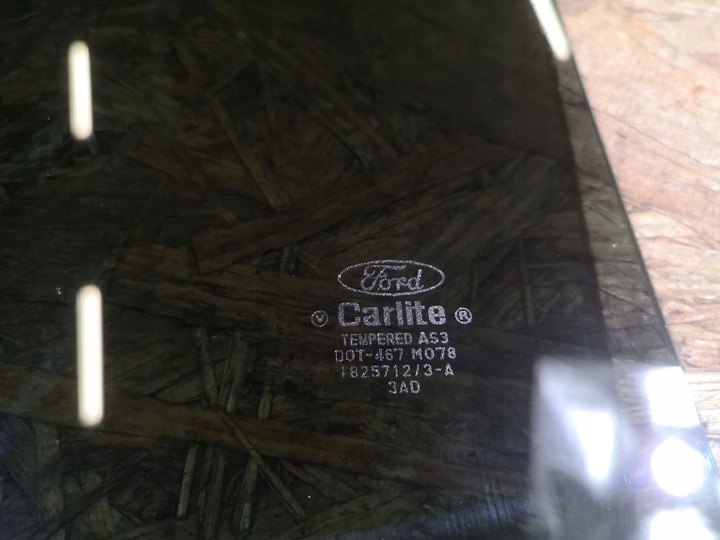 Ford
Carlite ®
TEMPERED AS3
DOT-467 M078
1825712/3-A
3AD